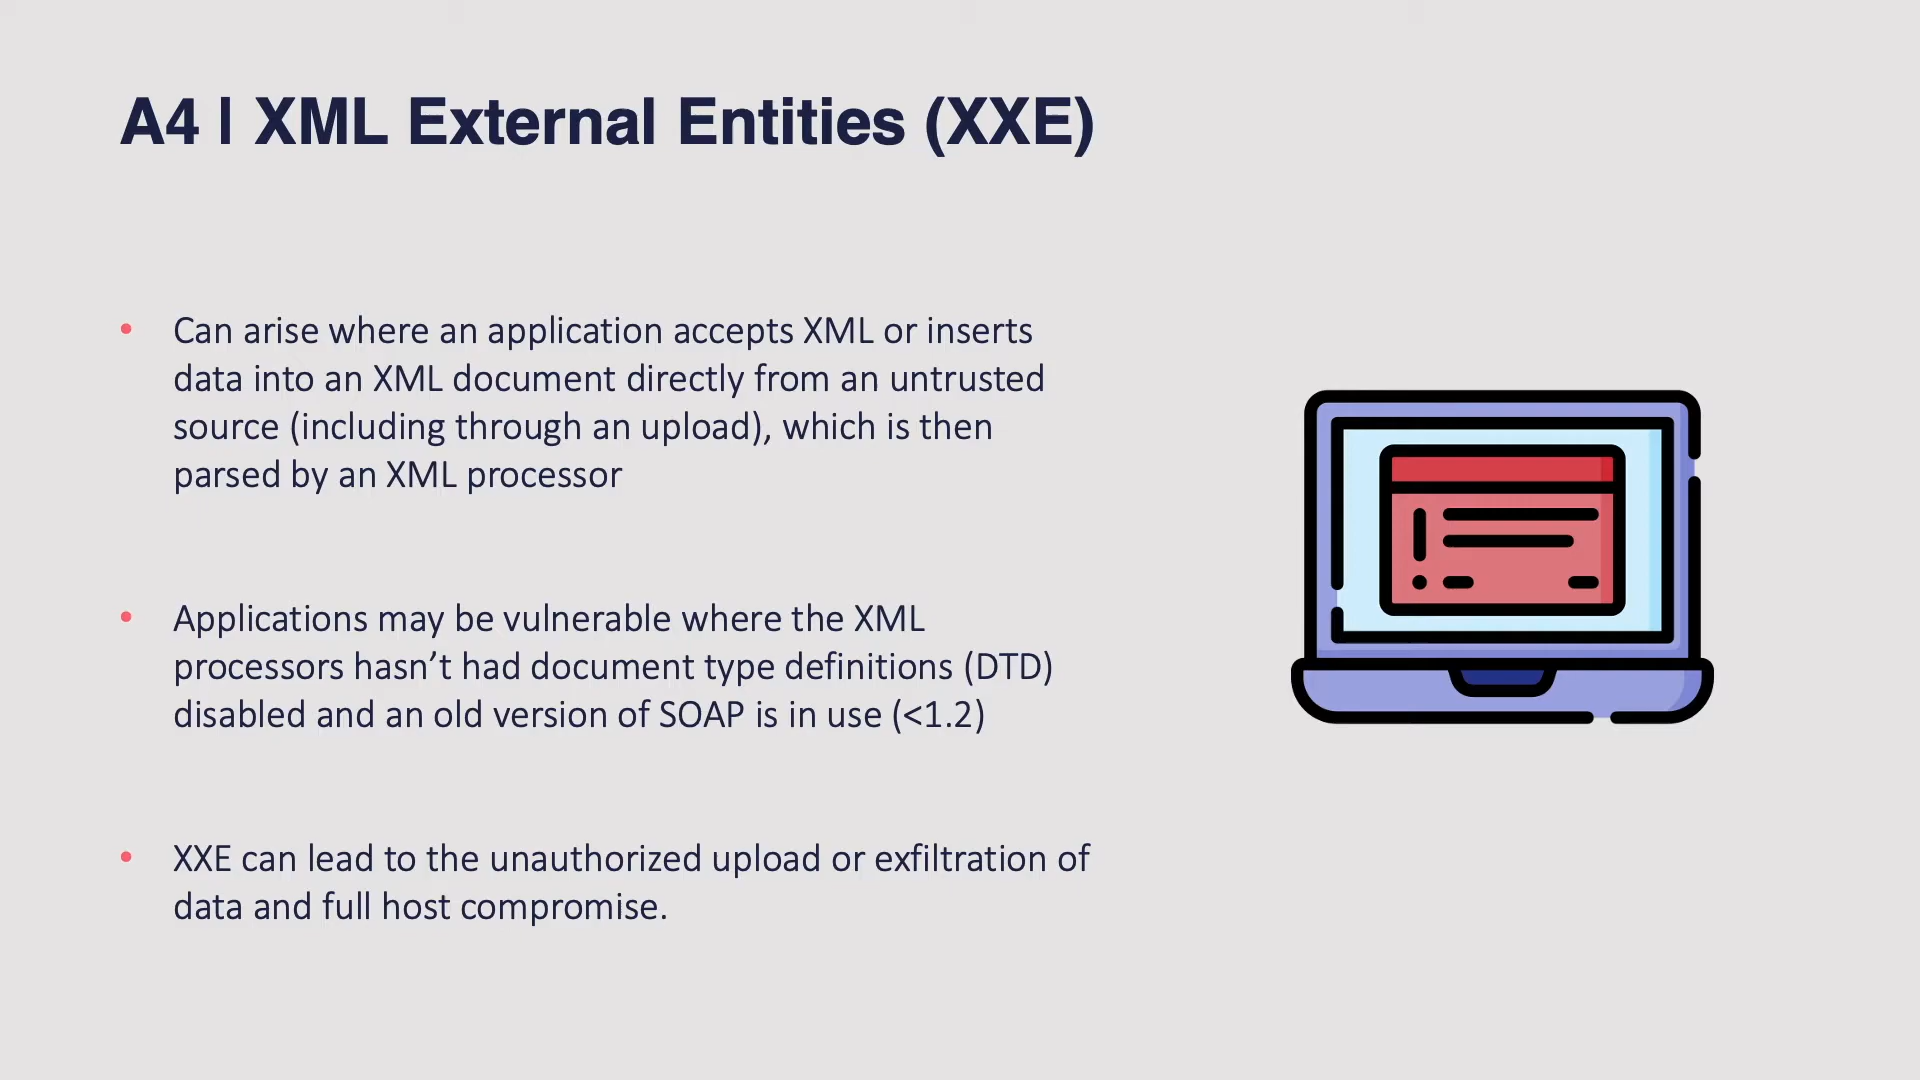 A4 | XML External Entities (XXE)
• Can arise where an application accepts XML or inserts
data into an XML document directly from an untrusted
source (including through an upload), which is then
parsed by an XML processor
• Applications may be vulnerable where the XML
processors hasn’t had document type definitions (DTD)
disabled and an old version of SOAP is in use (<1.2)
• XXE can lead to the unauthorized upload or exfiltration of
data and full host compromise.